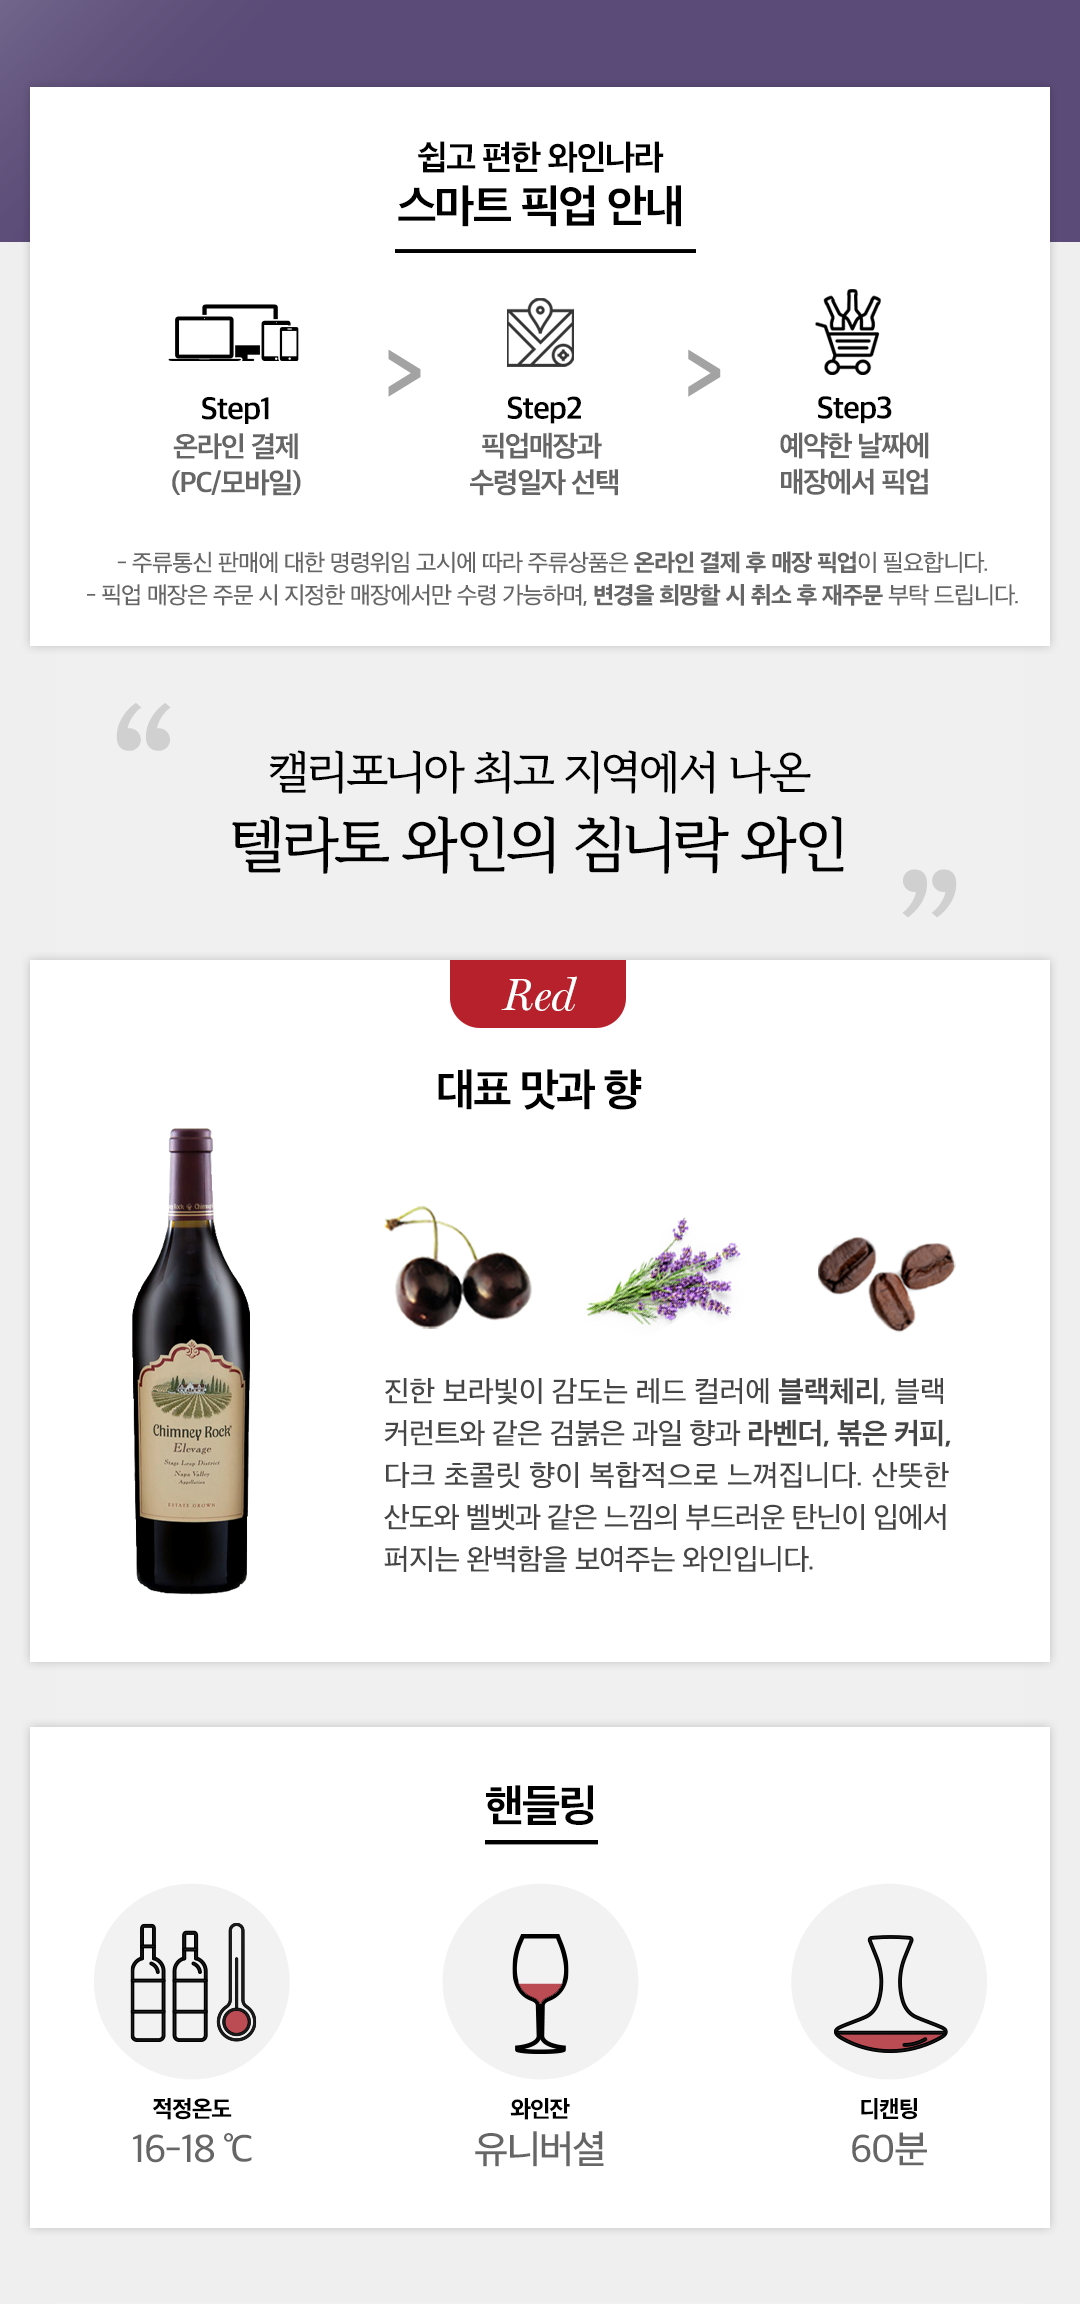 쉽고 편한 와인나라
스마트 픽업 안내
Step1
온라인 결제
(PC/모바일)
>
Step2
픽업매장과
수령일자 선택
>
Step3
예약한 날짜에
매장에서 픽업
- 주류통신 판매에 대한 명령위임 고시에 따라 주류상품은 온라인 결제 후 매장 픽업이 필요합니다.
- 픽업 매장은 주문 시 지정한 매장에서만 수령 가능하며, 변경을 희망할 시 취소 후 재주문 부탁 드립니다.
“
캘리포니아 최고 지역에서 나온
텔라토 와인의 침니락 와인
”
Red
대표 맛과 향
Chimney Rock
Elevage
Stags Leap District
Napa Valley
Appellation
ESTATE GROWN
진한 보라빛이 감도는 레드 컬러에 블랙체리, 블랙
커런트와 같은 검붉은 과일 향과 라벤더, 볶은 커피,
다크 초콜릿 향이 복합적으로 느껴집니다. 산뜻한
산도와 벨벳과 같은 느낌의 부드러운 탄닌이 입에서
퍼지는 완벽함을 보여주는 와인입니다.
핸들링
적정온도
16-18 ℃
와인잔
유니버셜
디캔팅
60분